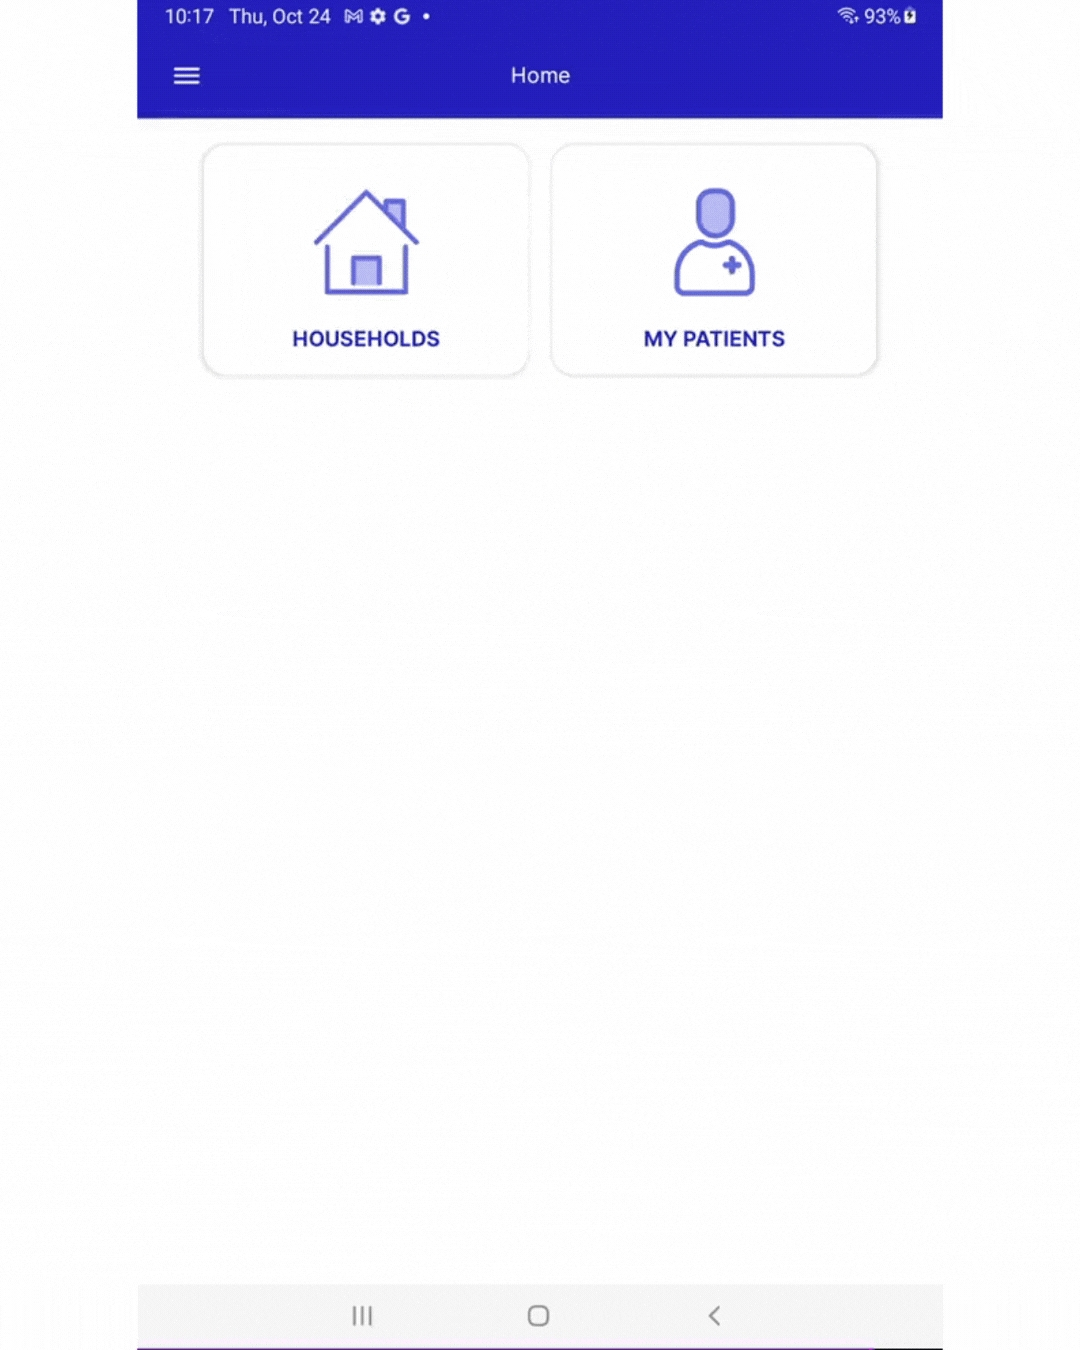 10:17 Thu, Oct 24 93%
Home
HOUSEHOLDS MY PATIENTS